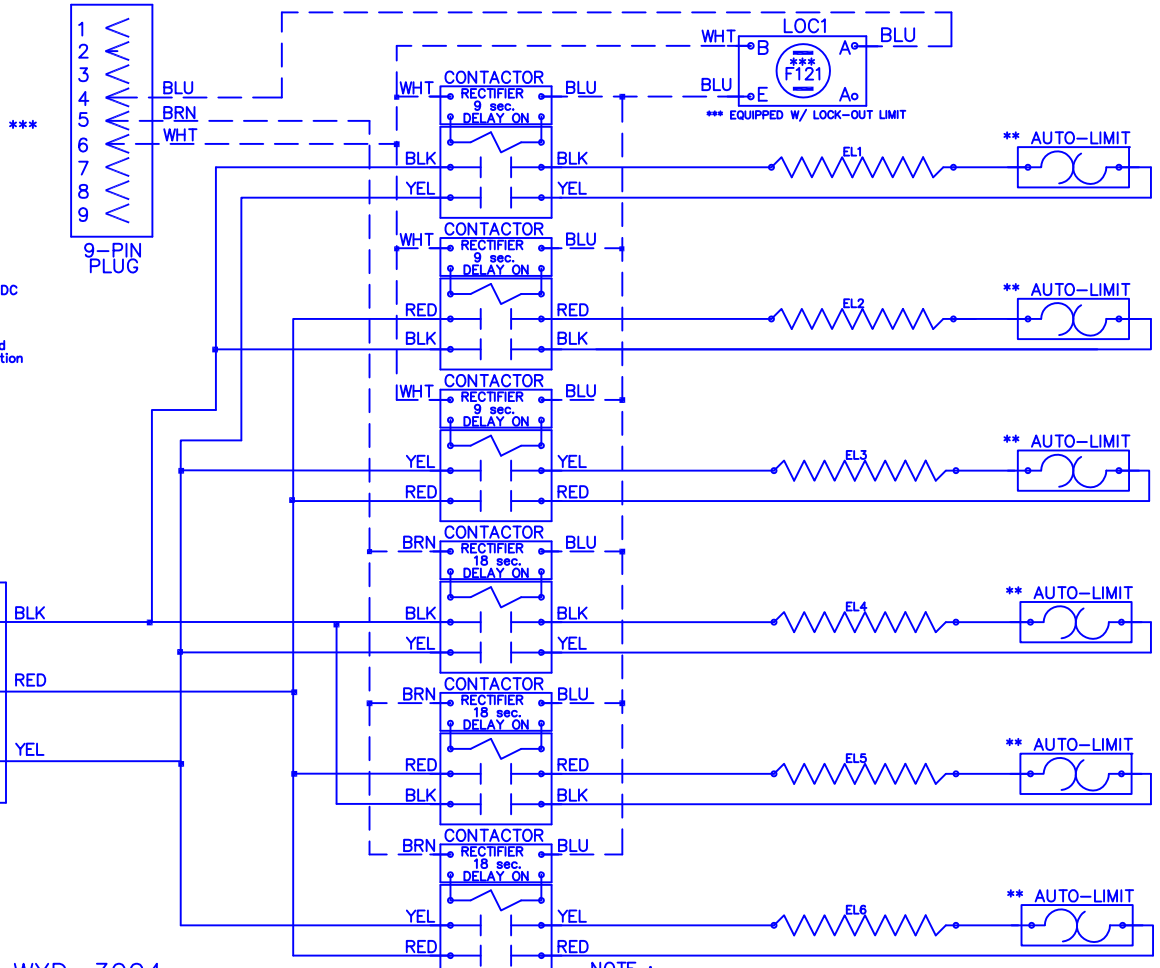 1
2
3
4
5
6
7
8
9
9-PIN
PLUG
***
BLU
BRN
WHT
DC
d
tion
LOC1
WHT
B
A
BLU
***
F121
BLU
E
A
*** EQUIPPED W/ LOCK-OUT LIMIT
CONTACTOR
WHT
RECTIFIER
9 sec.
DELAY ON
BLU
BLK
BLK
YEL
YEL
EL1
** AUTO-LIMIT
CONTACTOR
WHT
RECTIFIER
9 sec.
DELAY ON
BLU
RED
RED
BLK
BLK
EL2
** AUTO-LIMIT
CONTACTOR
WHT
RECTIFIER
9 sec.
DELAY ON
BLU
YEL
YEL
RED
RED
EL3
** AUTO-LIMIT
CONTACTOR
BRN
RECTIFIER
18 sec.
DELAY ON
BLU
BLK
BLK
YEL
YEL
EL4
** AUTO-LIMIT
BLK
RED
YEL
CONTACTOR
BRN
RECTIFIER
18 sec.
DELAY ON
BLU
RED
RED
BLK
BLK
EL5
** AUTO-LIMIT
CONTACTOR
BRN
RECTIFIER
18 sec.
DELAY ON
BLU
YEL
YEL
RED
RED
EL6
** AUTO-LIMIT
NOTE :